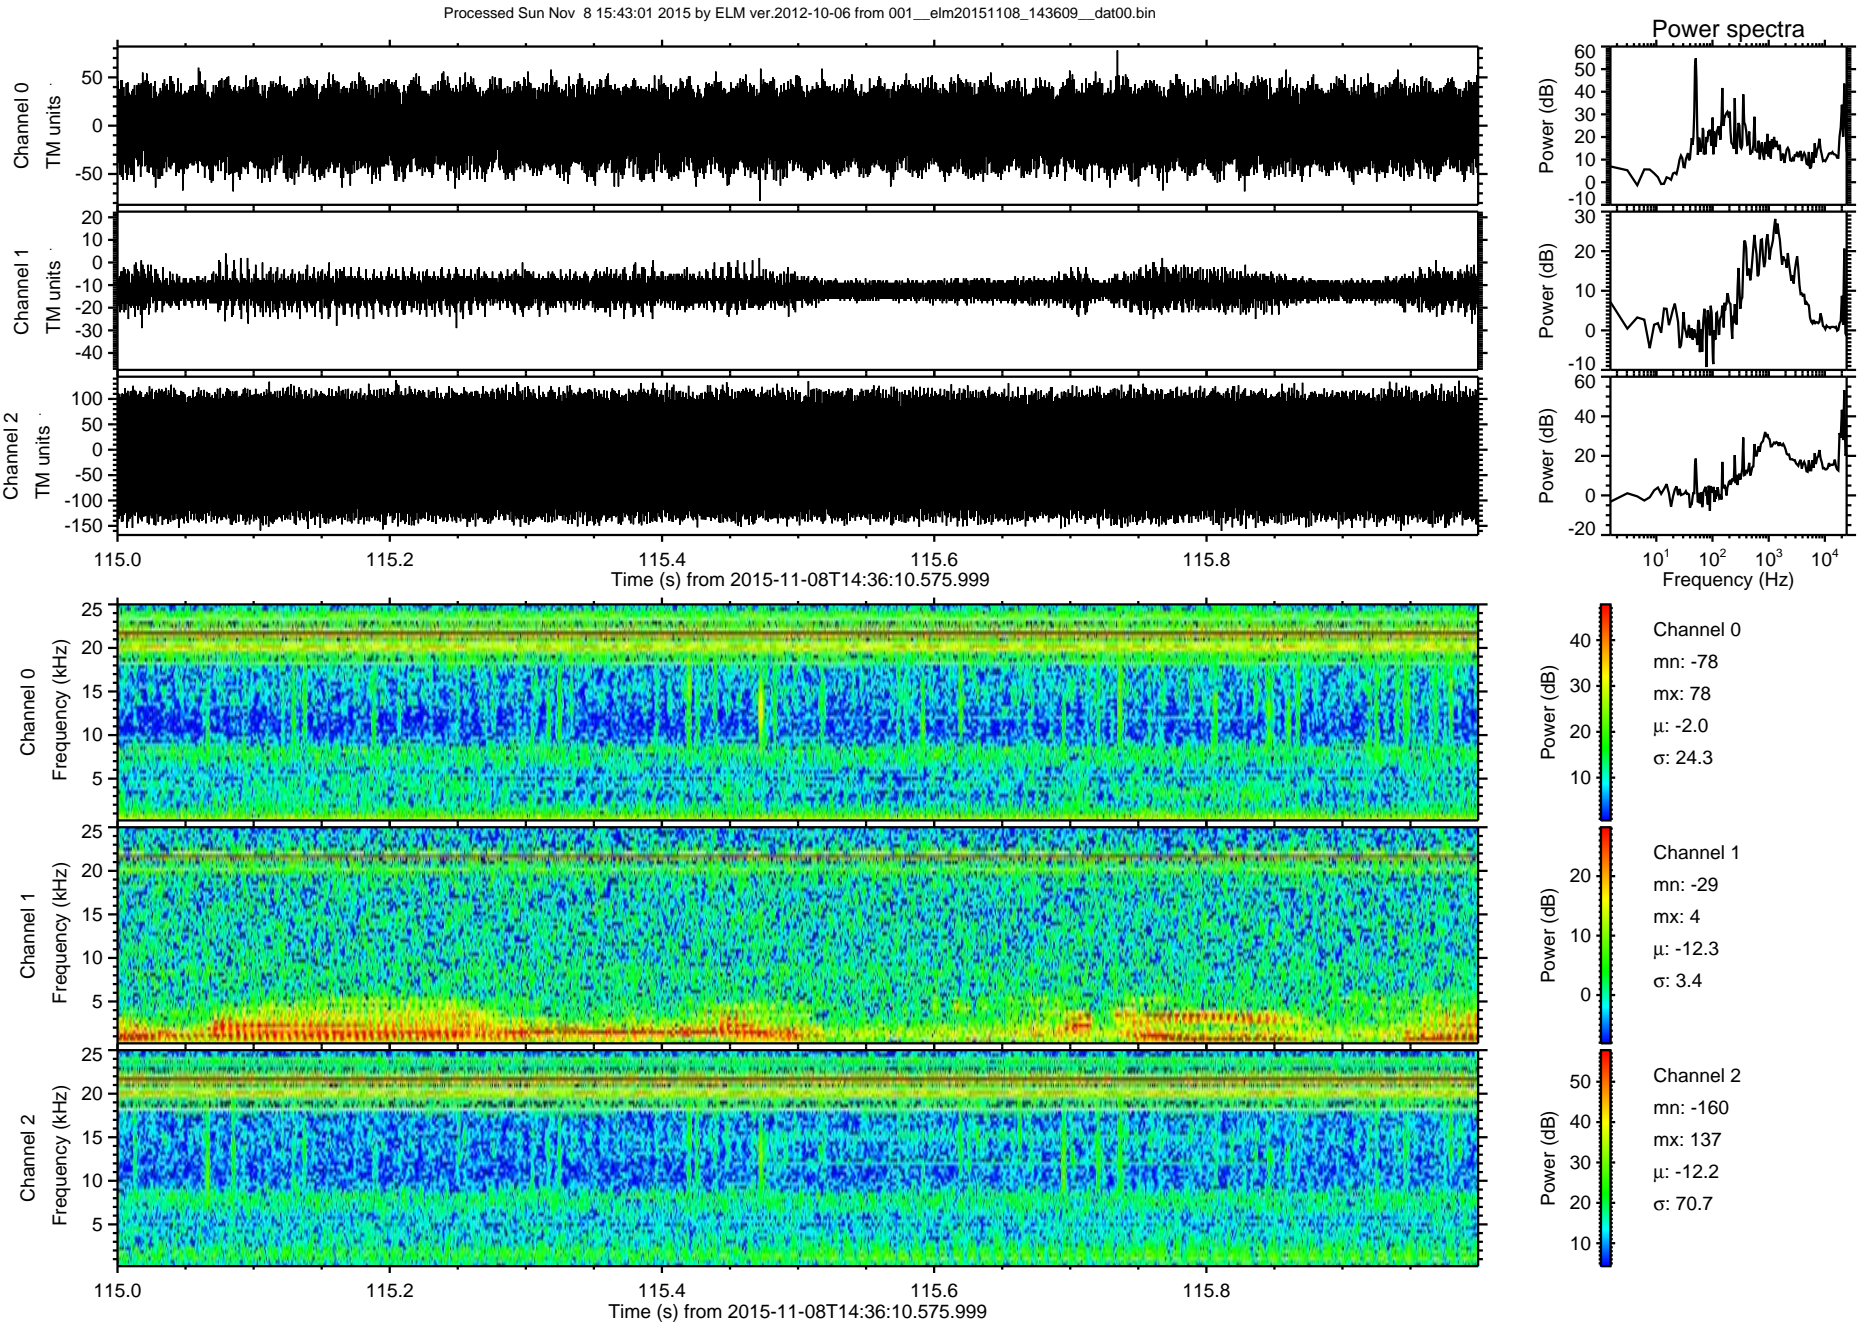 Processed Sun Nov  8 15:43:01 2015 by ELM ver.2012-10-06 from 001__elm20151108_143609__dat00.bin
Power spectra
Channel 0
TM units
50
0
-50
Power (dB)
60
50
40
30
20
10
0
-10
Channel 1
TM units
20
10
0
-10
-20
-30
-40
Power (dB)
30
20
10
0
-10
Channel 2
TM units
100
50
0
-50
-100
-150
Power (dB)
60
40
20
0
-20
115.0 115.2 115.4 115.6 115.8
Time (s) from 2015-11-08T14:36:10.575.999
10¹ 10² 10³ 10⁴
Frequency (Hz)
Channel 0
Frequency (kHz)
25
20
15
10
5
Power (dB)
40
30
20
10
Channel 0
mn: -78
mx: 78
μ: -2.0
σ: 24.3
Channel 1
Frequency (kHz)
25
20
15
10
5
Power (dB)
20
10
0
Channel 1
mn: -29
mx: 4
μ: -12.3
σ: 3.4
Channel 2
Frequency (kHz)
25
20
15
10
5
Power (dB)
50
40
30
20
10
Channel 2
mn: -160
mx: 137
μ: -12.2
σ: 70.7
115.0 115.2 115.4 115.6 115.8
Time (s) from 2015-11-08T14:36:10.575.999